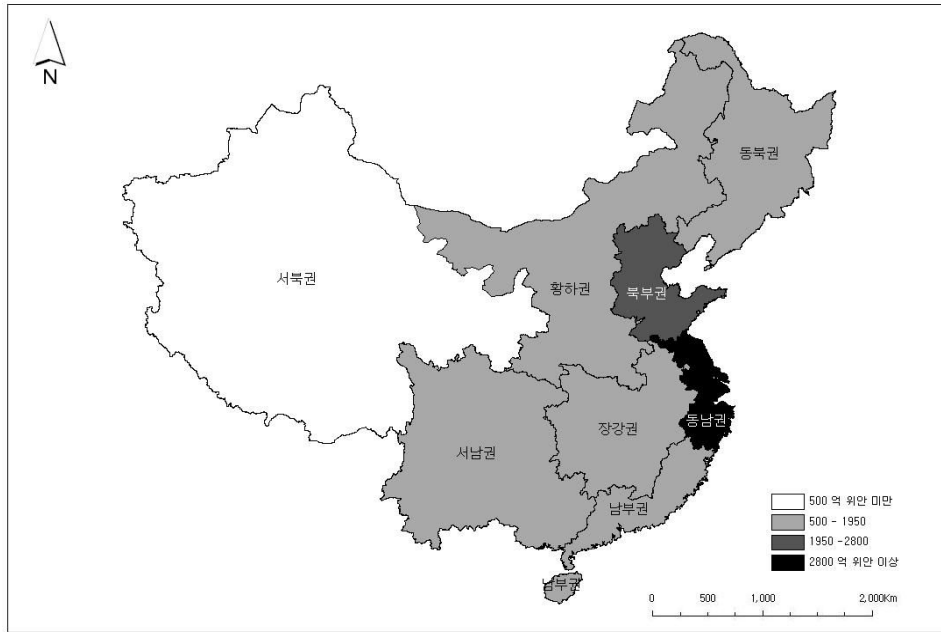 N
동북권
서북권
황하권
북부권
동남권
장강권
서남권
남부권
남부권
500 억 위안 미만
500 - 1950
1950 -2800
2800 억 위안 이상
0 500 1,000 2,000Km